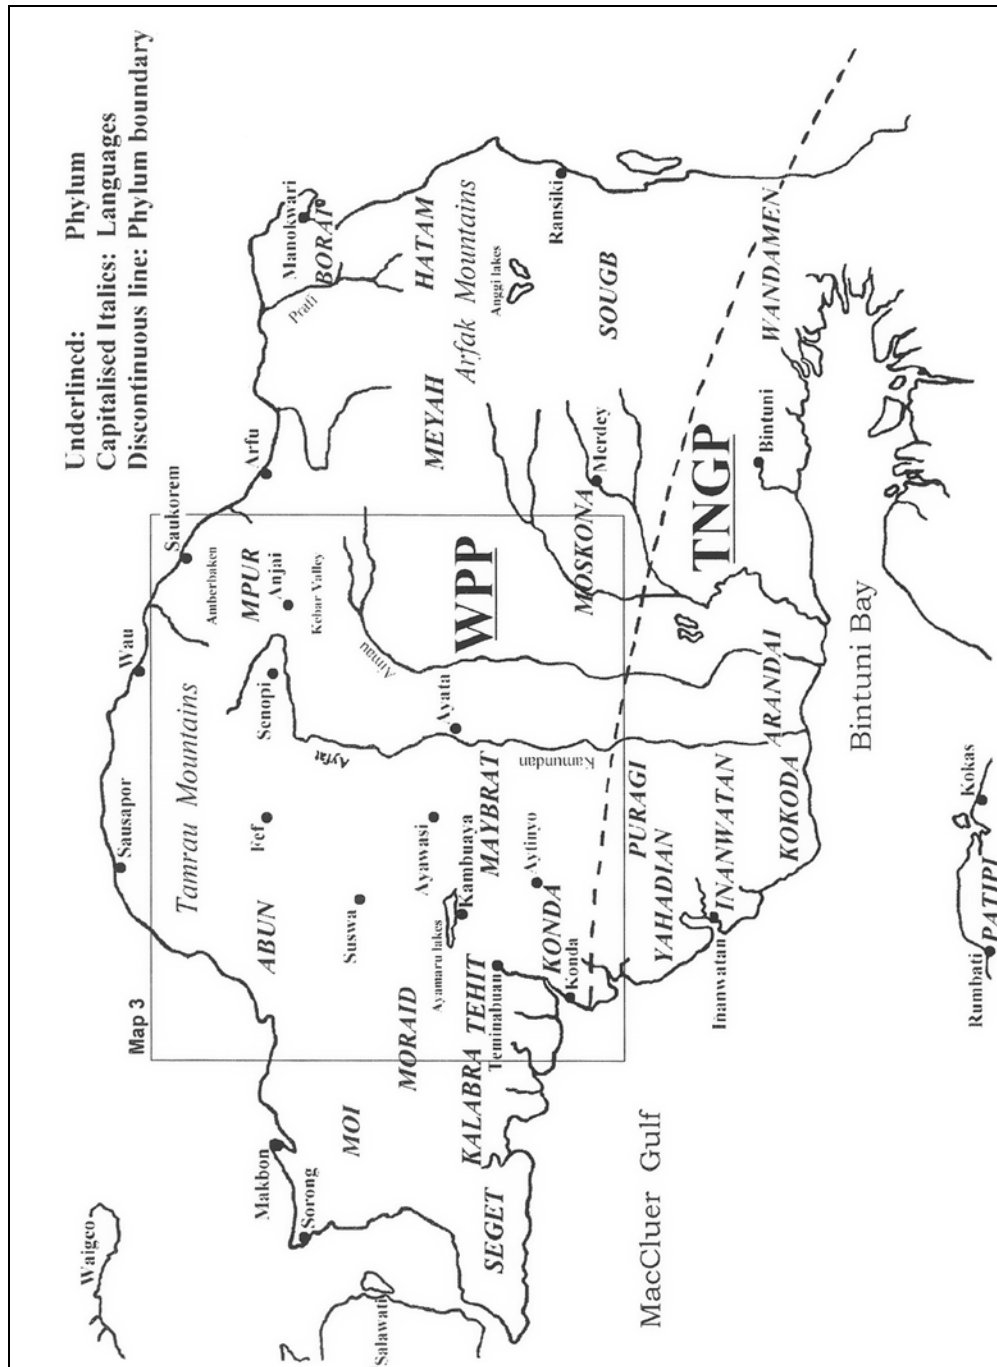 Underlined: Phylum
Capitalised Italics: Languages
Discontinuous line: Phylum boundary
Map 3
Waigeo
Sausapor
Wau
Saukorem
Tamrau Mountains
Amberbaken
Arfu
Manokwari
Makbon
Sorong
ABUN
Fef
Senopi
MPUR
Anjai
Kebar Valley
Prafi
BORAI
MOI
Suswa
Ayfat
Aimau
Salawati
MORAID
Ayawasi
Ayata
WPP
MEYAH
HATAM
Ayamaru lakes
Kambuaya
MAYBRAT
Arfak Mountains
Anggi lakes
SEGET
KALABRA
TEHIT
Teminabuan
KONDA
Aytinyo
Konda
Kamundan
MOSKONA
Merdey
SOUGB
Ransiki
YAHADIAN
PURAGI
TNGP
Inanwatan
INANWATAN
KOKODA
ARANDAI
Bintuni
WANDAMEN
MacCluer Gulf
Bintuni Bay
Rumbati
PATIPI
Kokas